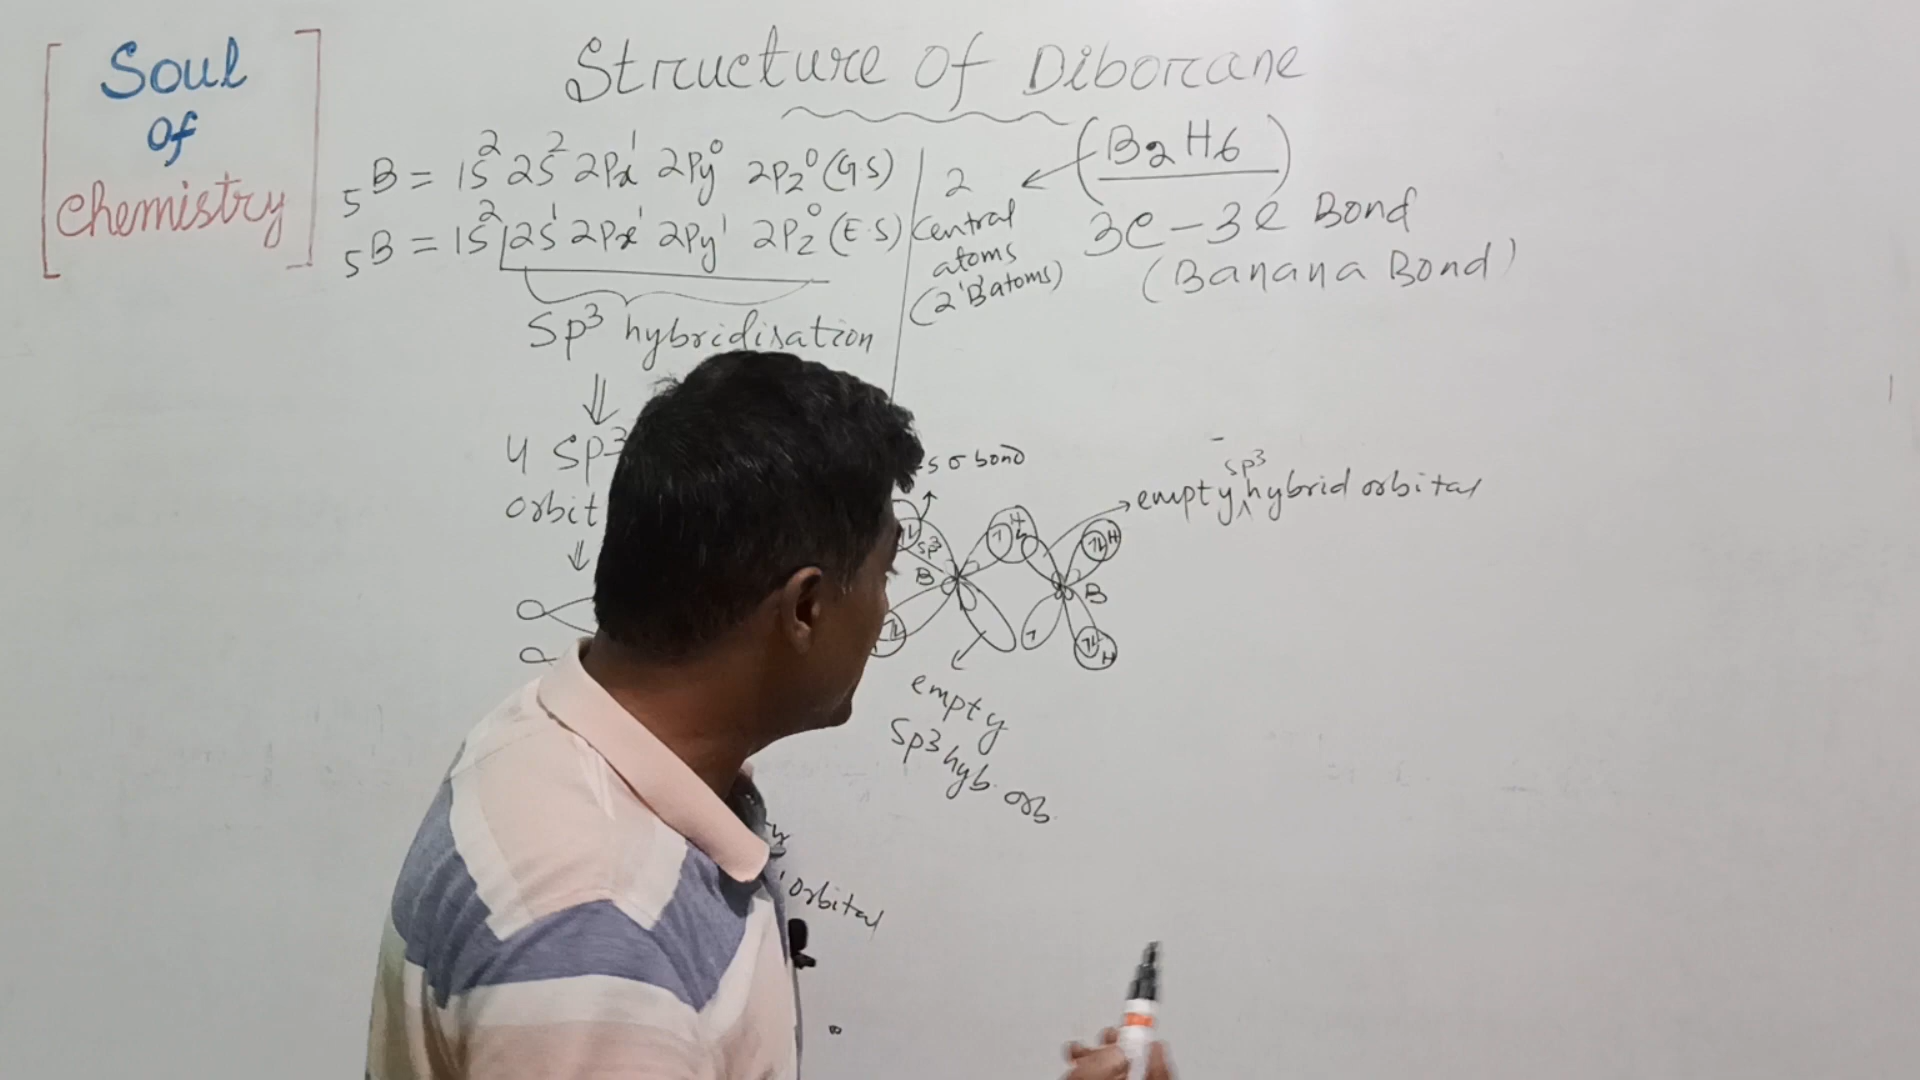 Soul
Of
Chemistry
Structure Of Diborane
(B2H6)
5B = 1S² 2S² 2Px¹ 2Py⁰ 2Pz⁰ (G.S)
5B = 1S² 2S¹ 2Px¹ 2Py¹ 2Pz⁰ (E.S)
Sp³ hybridisation
2
Central
atoms
(2 'B' atoms)
3C-3e Bond
(Banana Bond)
4 Sp³
orbit
s σ bond
empty sp³ hybrid orbital
sp³
B
H
H
B
H
empty
Sp³ hyb. orb.
orbital